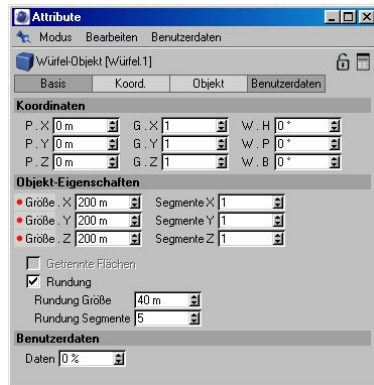 Attribute
Modus Bearbeiten Benutzerdaten
Würfel-Objekt [Würfel.1]
Basis Koord. Objekt Benutzerdaten
Koordinaten
P . X 0 m G . X 1 W . H 0 °
P . Y 0 m G . Y 1 W . P 0 °
P . Z 0 m G . Z 1 W . B 0 °
Objekt-Eigenschaften
Größe . X 200 m Segmente X 1
Größe . Y 200 m Segmente Y 1
Größe . Z 200 m Segmente Z 1
Getrennte Flächen
Rundung
Rundung Größe 40 m
Rundung Segmente 5
Benutzerdaten
Daten 0 %